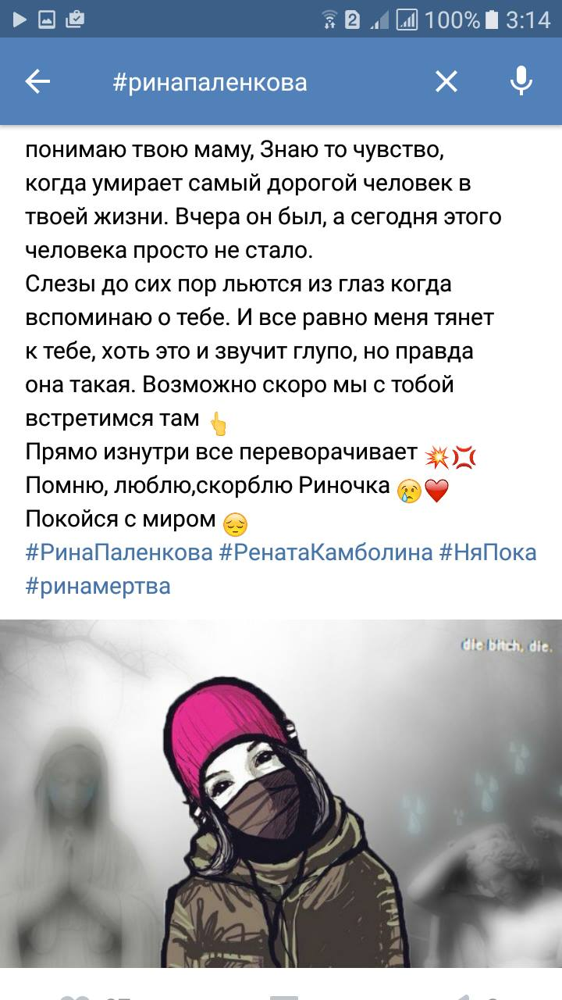 100% 3:14
#ринапаленкова
понимаю твою маму, Знаю то чувство,
когда умирает самый дорогой человек в
твоей жизни. Вчера он был, а сегодня этого
человека просто не стало.
Слезы до сих пор льются из глаз когда
вспоминаю о тебе. И все равно меня тянет
к тебе, хоть это и звучит глупо, но правда
она такая. Возможно скоро мы с тобой
встретимся там 👆
Прямо изнутри все переворачивает 💥💢
Помню, люблю,скорблю Риночка 😢❤
Покойся с миром 😔
#РинаПаленкова #РенатаКамболина #НяПока
#ринамертва
die bitch, die.